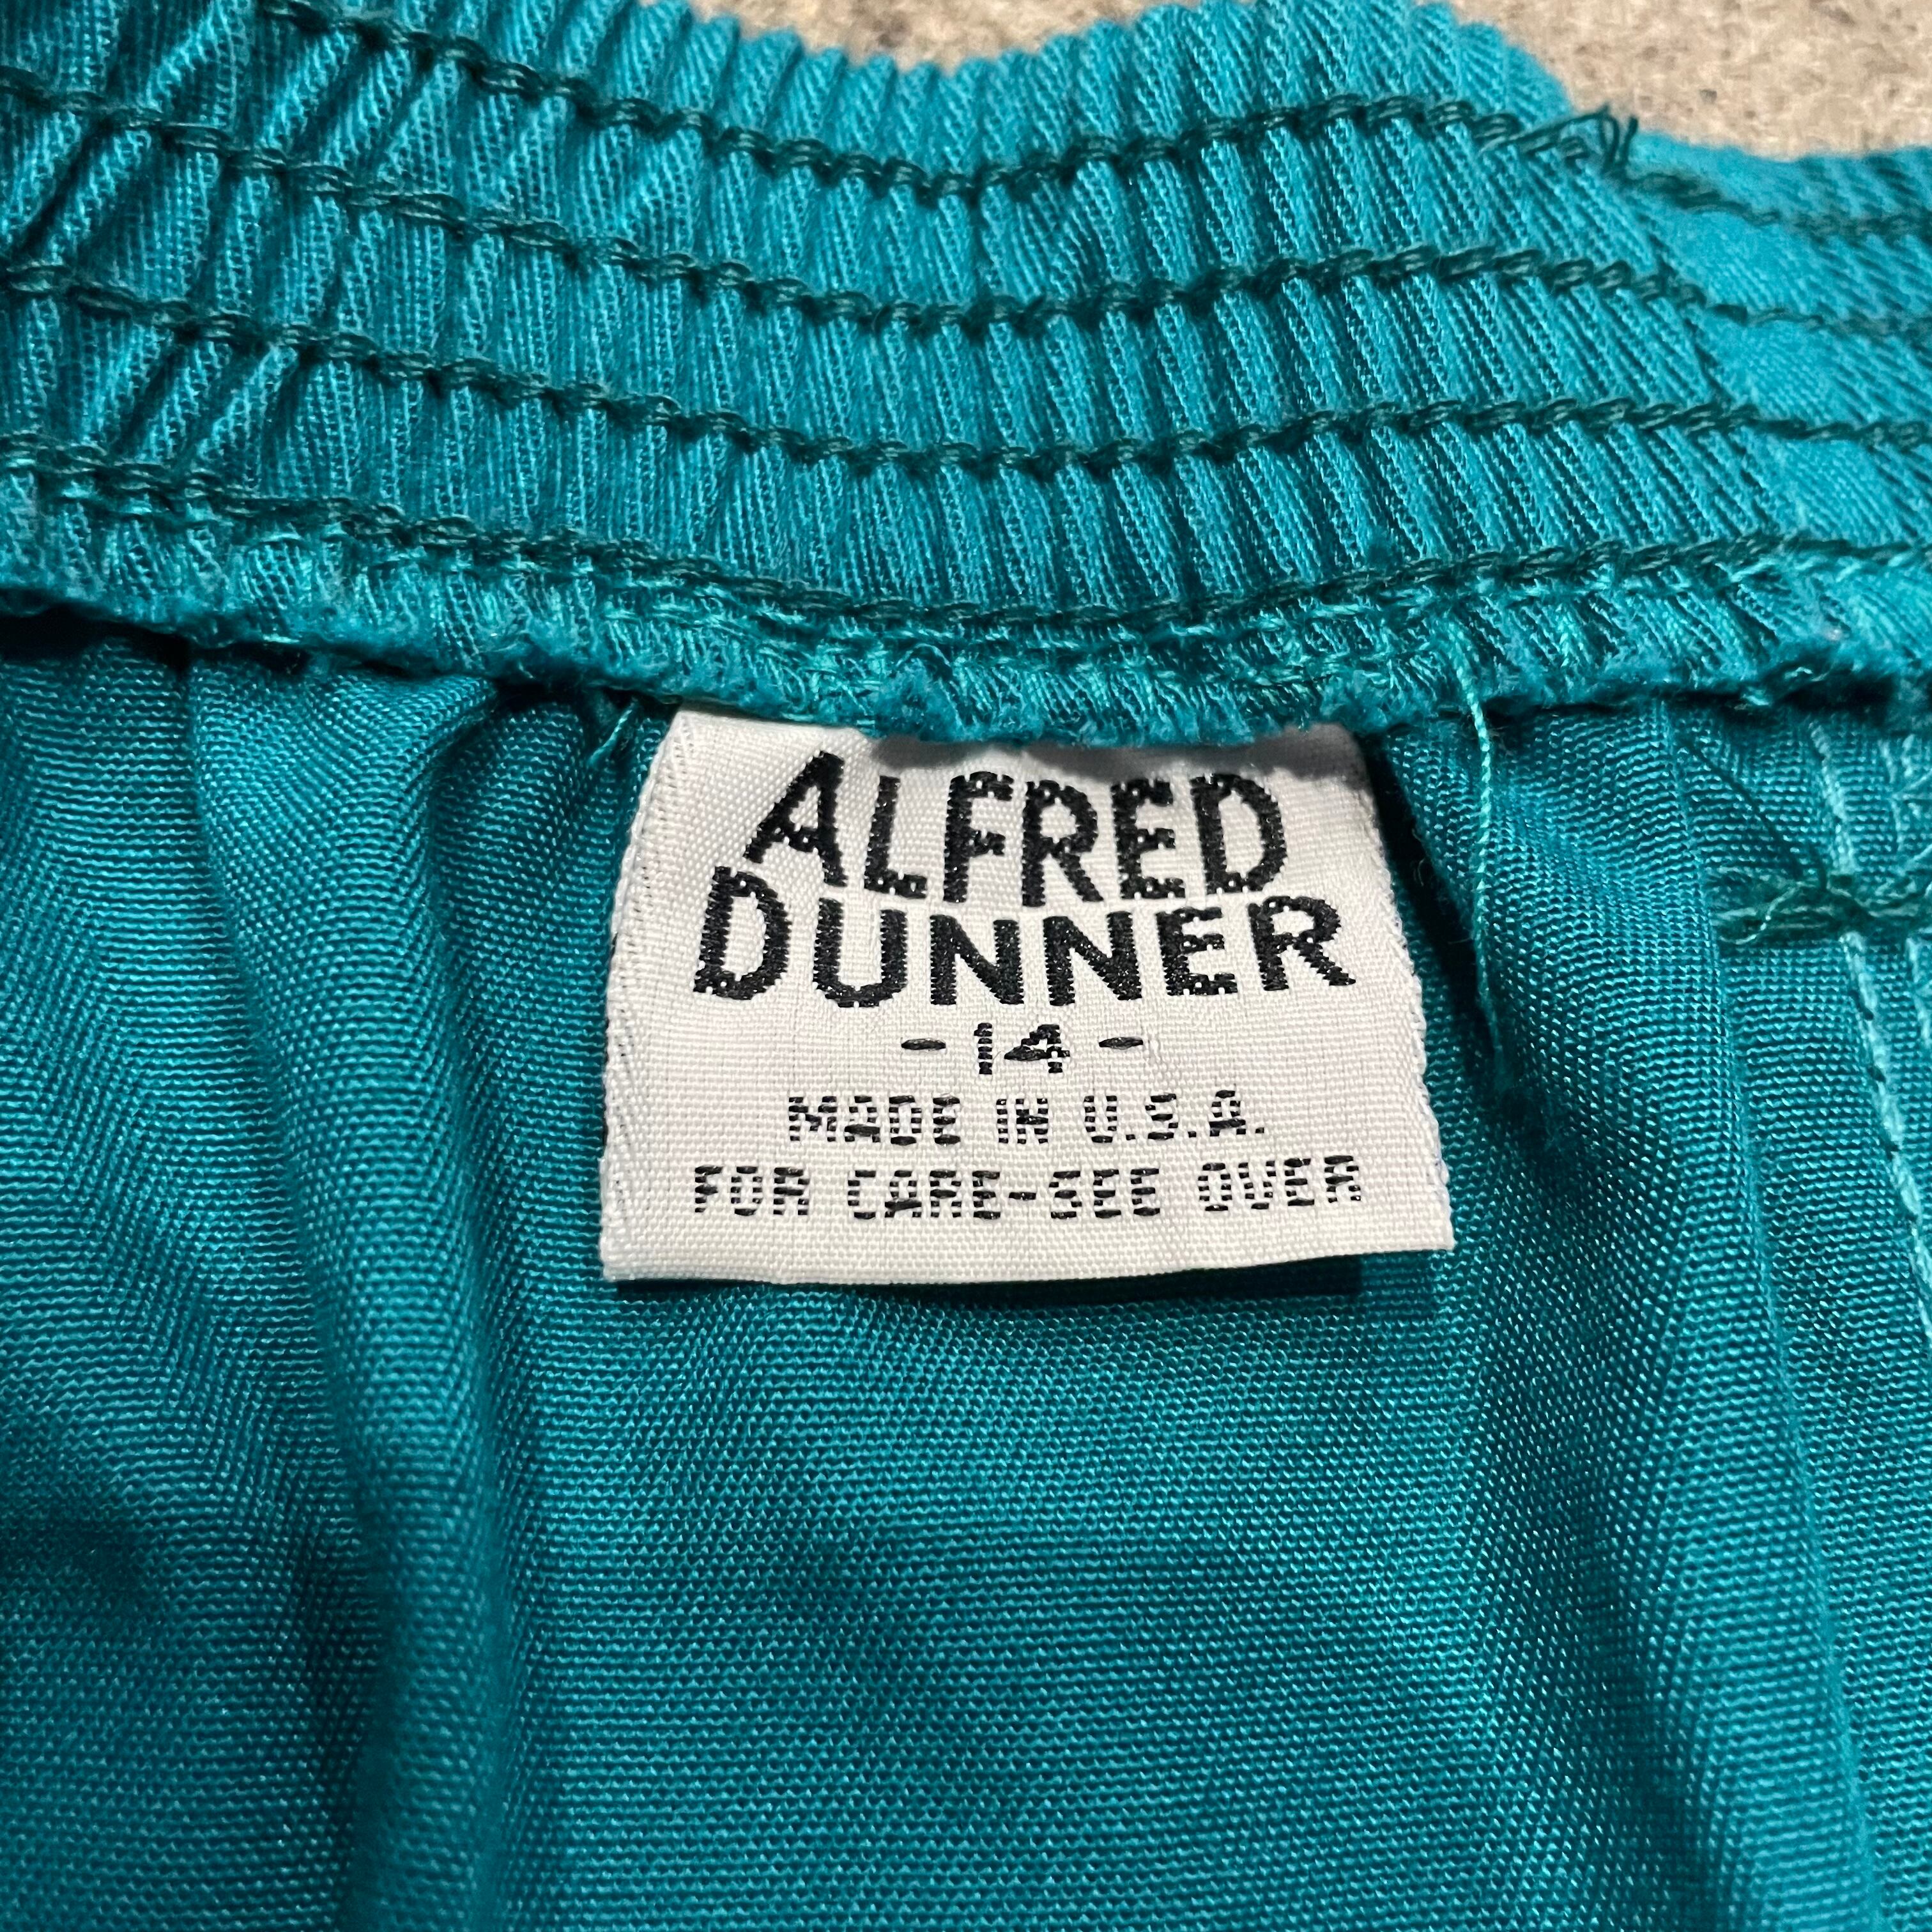 ALFRED
DUNNER
-14-
MADE IN U.S.A.
FOR CARE-SEE OVER